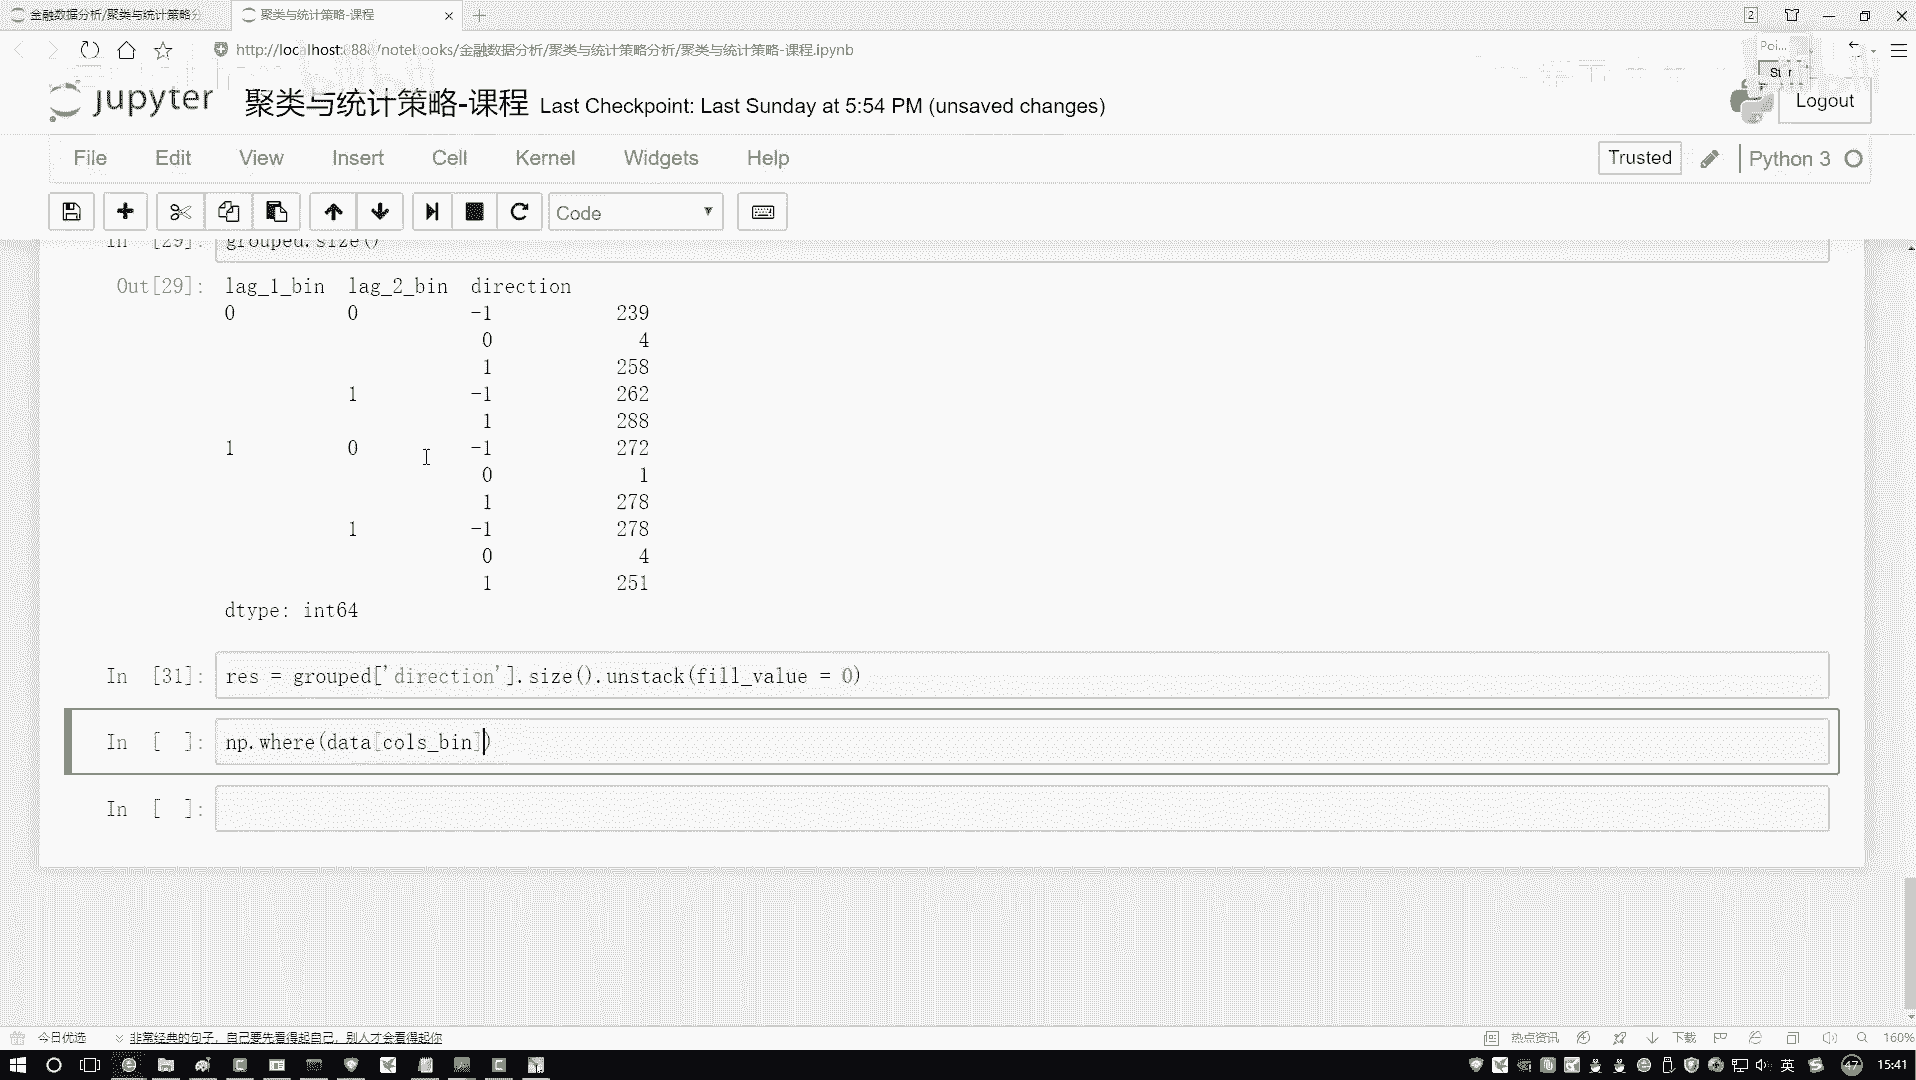 金融数据分析/聚类与统计策略分
聚类与统计策略-课程
2
http://localhost:888/notebooks/金融数据分析/聚类与统计策略分析/聚类与统计策略-课程.ipynb
Poi...
jupyter 聚类与统计策略-课程 Last Checkpoint: Last Sunday at 5:54 PM (unsaved changes)
Logout
File Edit View Insert Cell Kernel Widgets Help
Trusted Python 3
Code
In [29]: grouped.size()
Out[29]: lag_1_bin lag_2_bin direction
0 0 -1 239
0 4
1 258
1 -1 262
1 288
1 0 -1 272
0 1
1 278
1 -1 278
0 4
1 251
dtype: int64
In [31]: res = grouped['direction'].size().unstack(fill_value = 0)
In [ ]: np.where(data[cols_bin])
In [ ]:
今日优选 非常经典的句子，自己要先看得起自己，别人才会看得起你
热点资讯 下载 160%
英 47 15:41